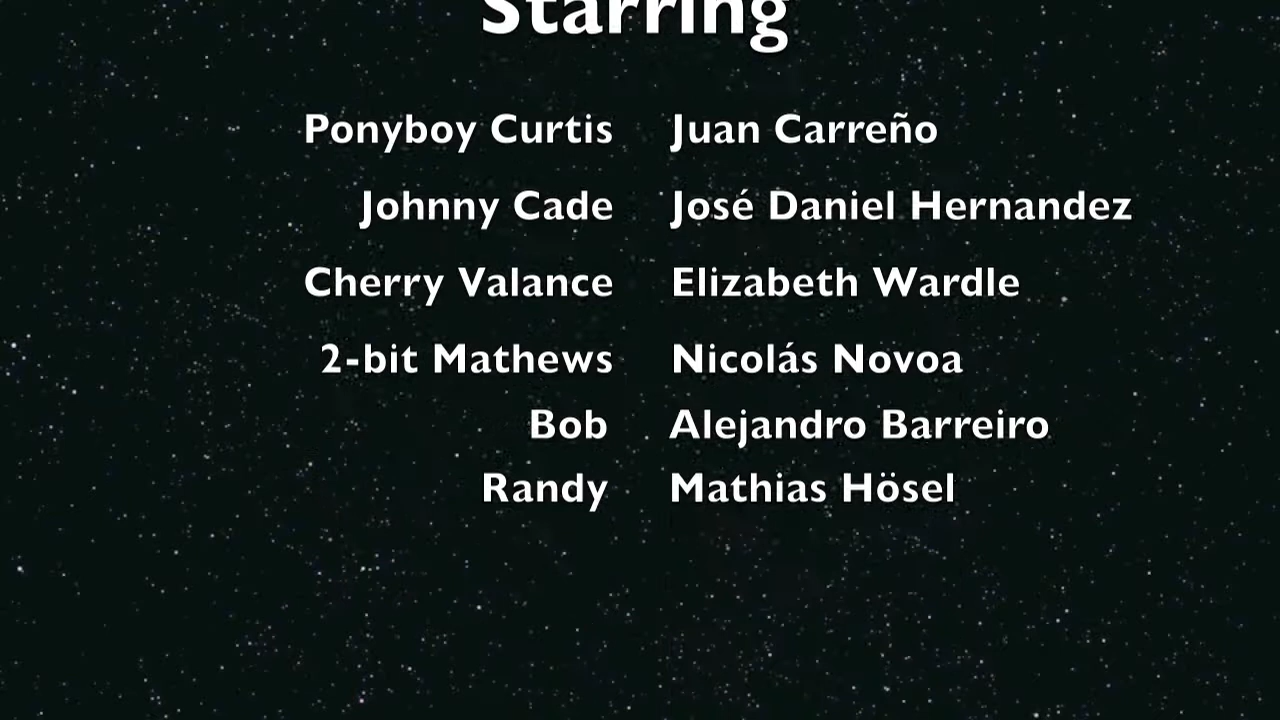 Starring
Ponyboy Curtis Juan Carreño
Johnny Cade José Daniel Hernandez
Cherry Valance Elizabeth Wardle
2-bit Mathews Nicolás Novoa
Bob Alejandro Barreiro
Randy Mathias Hösel